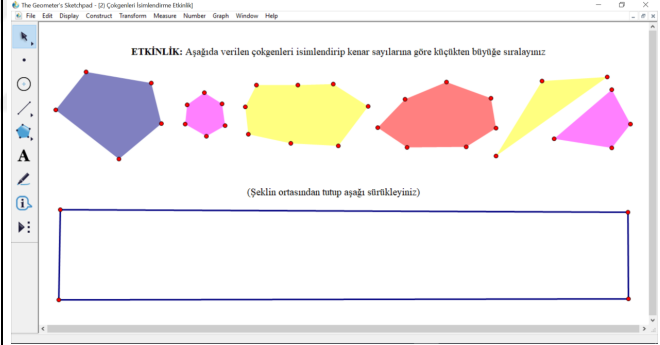 The Geometer's Sketchpad - [2) Çokgenleri İsimlendirme Etkinlik]
File Edit Display Construct Transform Measure Number Graph Window Help
ETKİNLİK: Aşağıda verilen çokgenleri isimlendirip kenar sayılarına göre küçükten büyüğe sıralayınız
A
(Şeklin ortasından tutup aşağı sürükleyiniz)